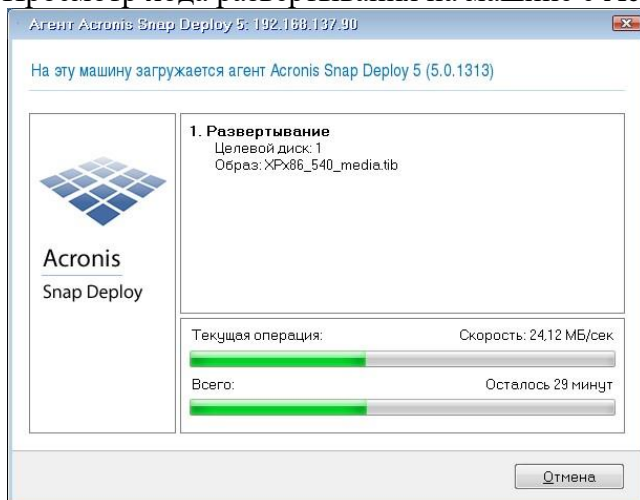 Агент Acronis Snap Deploy 5: 192.168.137.90
На эту машину загружается агент Acronis Snap Deploy 5 (5.0.1313)
1. Развертывание
Целевой диск: 1
Образ: XPx86_540_media.tib
Acronis
Snap Deploy
Текущая операция:
Скорость: 24,12 МБ/сек
Всего:
Осталось 29 минут
Отмена